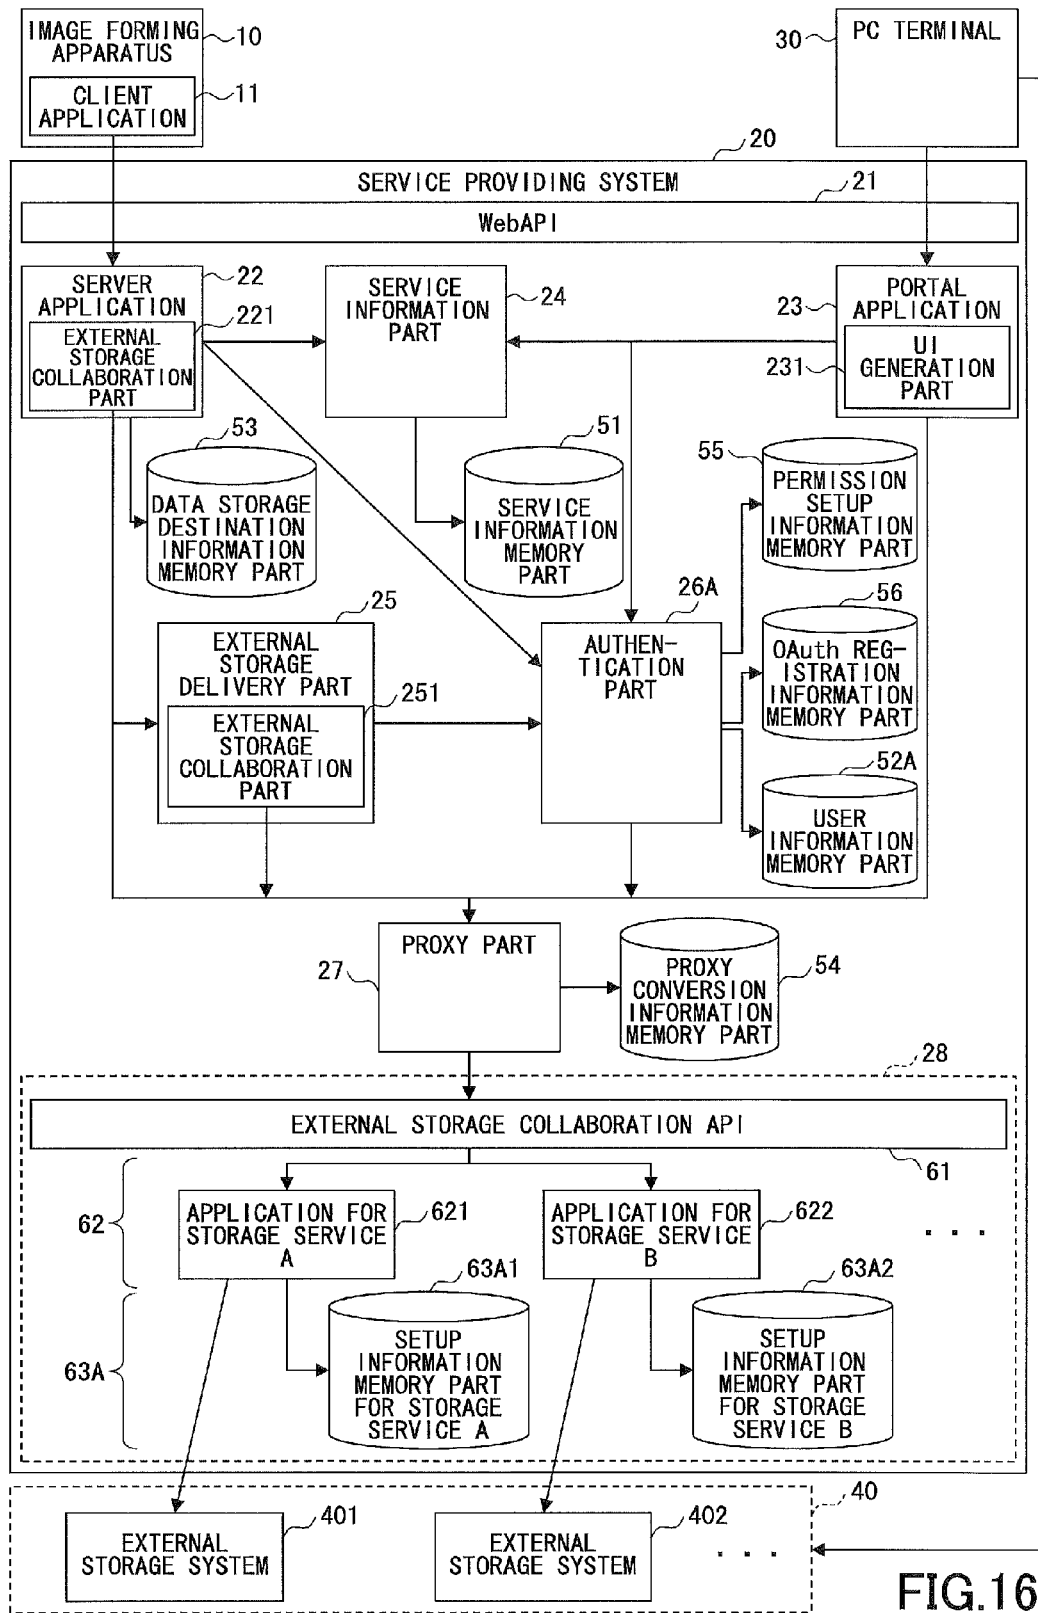 IMAGE FORMING
APPARATUS
10
CLIENT
APPLICATION
11
30
PC TERMINAL
20
SERVICE PROVIDING SYSTEM
21
WebAPI
SERVER
APPLICATION
22
EXTERNAL
STORAGE
COLLABORATION
PART
221
SERVICE
INFORMATION
PART
24
23
PORTAL
APPLICATION
231
UI
GENERATION
PART
53
DATA STORAGE
DESTINATION
INFORMATION
MEMORY PART
51
SERVICE
INFORMATION
MEMORY
PART
55
PERMISSION
SETUP
INFORMATION
MEMORY PART
25
EXTERNAL
STORAGE
DELIVERY PART
251
EXTERNAL
STORAGE
COLLABORATION
PART
26A
AUTHEN-
TICATION
PART
56
OAuth REG-
ISTRATION
INFORMATION
MEMORY PART
52A
USER
INFORMATION
MEMORY PART
27
PROXY PART
54
PROXY
CONVERSION
INFORMATION
MEMORY PART
28
EXTERNAL STORAGE COLLABORATION API
61
62
APPLICATION FOR
STORAGE SERVICE
A
621
APPLICATION FOR
STORAGE SERVICE
B
622
. . .
63A
63A1
SETUP
INFORMATION
MEMORY PART
FOR STORAGE
SERVICE A
63A2
SETUP
INFORMATION
MEMORY PART
FOR STORAGE
SERVICE B
40
EXTERNAL
STORAGE SYSTEM
401
EXTERNAL
STORAGE SYSTEM
402
. . .
FIG.16